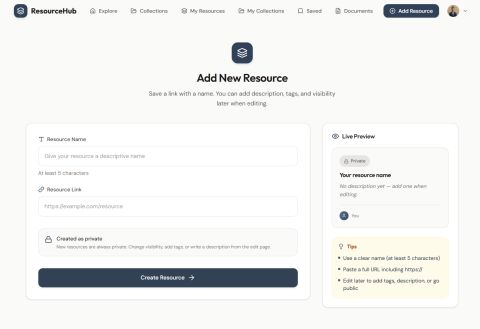 ResourceHub
Explore
Collections
My Resources
My Collections
Saved
Documents
Add Resource
Add New Resource
Save a link with a name. You can add description, tags, and visibility
later when editing.
Resource Name
Give your resource a descriptive name
At least 5 characters
Resource Link
https://example.com/resource
Created as private
New resources are always private. Change visibility, add tags, or write a description from the edit page.
Create Resource
Live Preview
Private
Your resource name
No description yet — add one when
editing.
You
Tips
Use a clear name (at least 5 characters)
Paste a full URL including https://
Edit later to add tags, description, or go
public